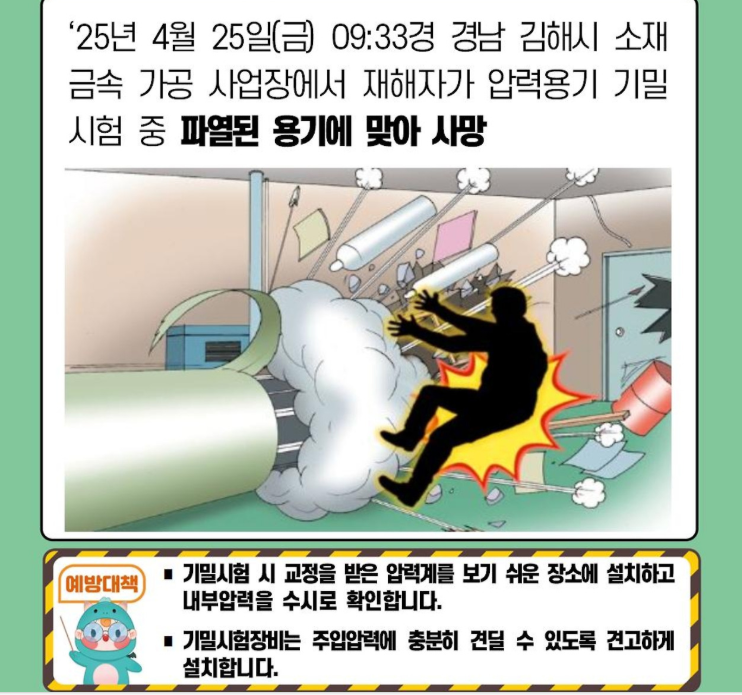 ‘25년 4월 25일(금) 09:33경 경남 김해시 소재
금속 가공 사업장에서 재해자가 압력용기 기밀
시험 중 파열된 용기에 맞아 사망
예방대책
▪ 기밀시험 시 교정을 받은 압력계를 보기 쉬운 장소에 설치하고
내부압력을 수시로 확인합니다.
▪ 기밀시험장비는 주입압력에 충분히 견딜 수 있도록 견고하게
설치합니다.